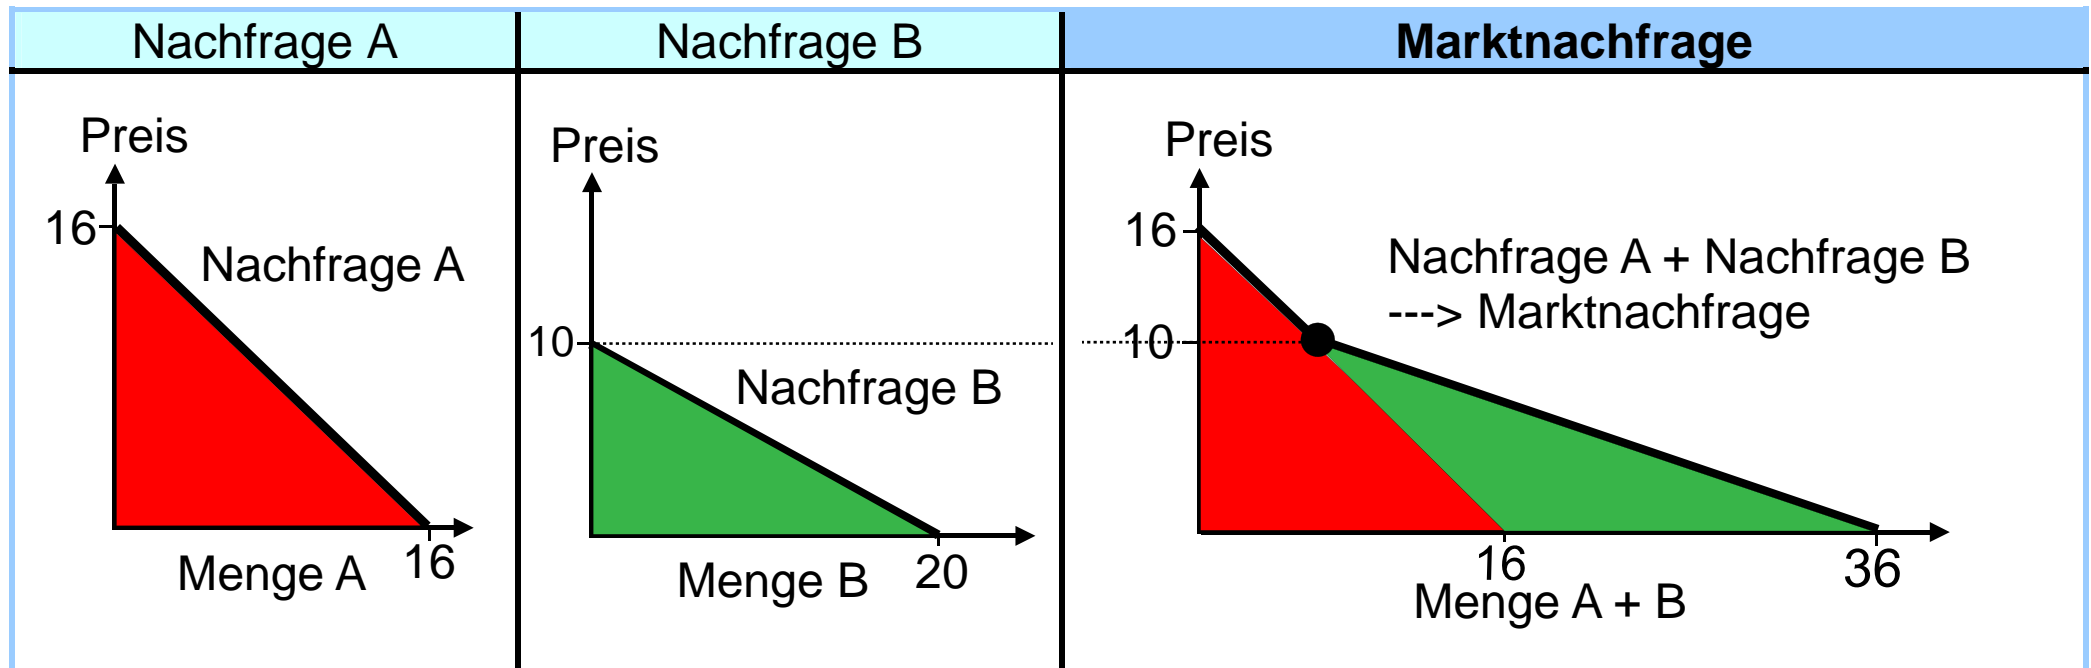 Nachfrage A
Nachfrage B
Marktnachfrage
Preis
16
Nachfrage A
Menge A
16
Preis
10
Nachfrage B
Menge B
20
Preis
16
Nachfrage A + Nachfrage B
---> Marktnachfrage
10
16
36
Menge A + B